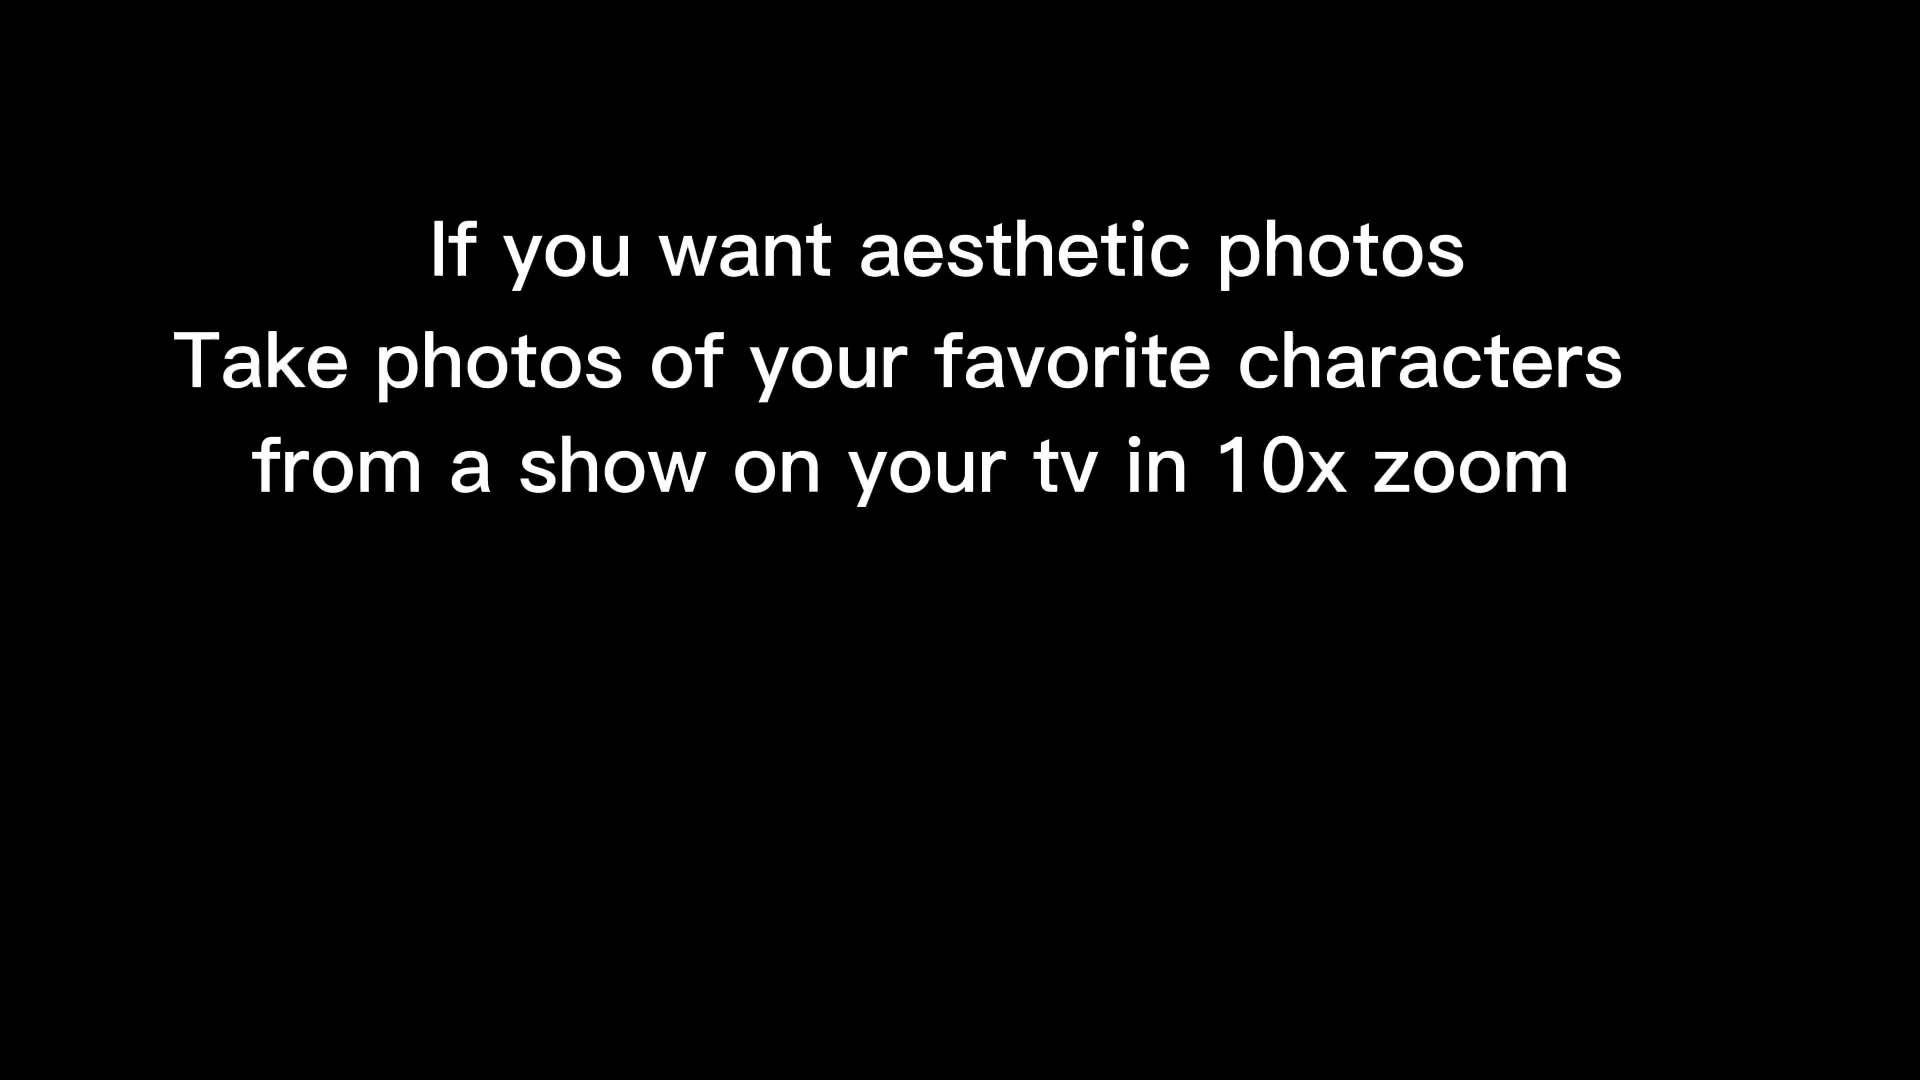 If you want aesthetic photos
Take photos of your favorite characters
from a show on your tv in 10x zoom